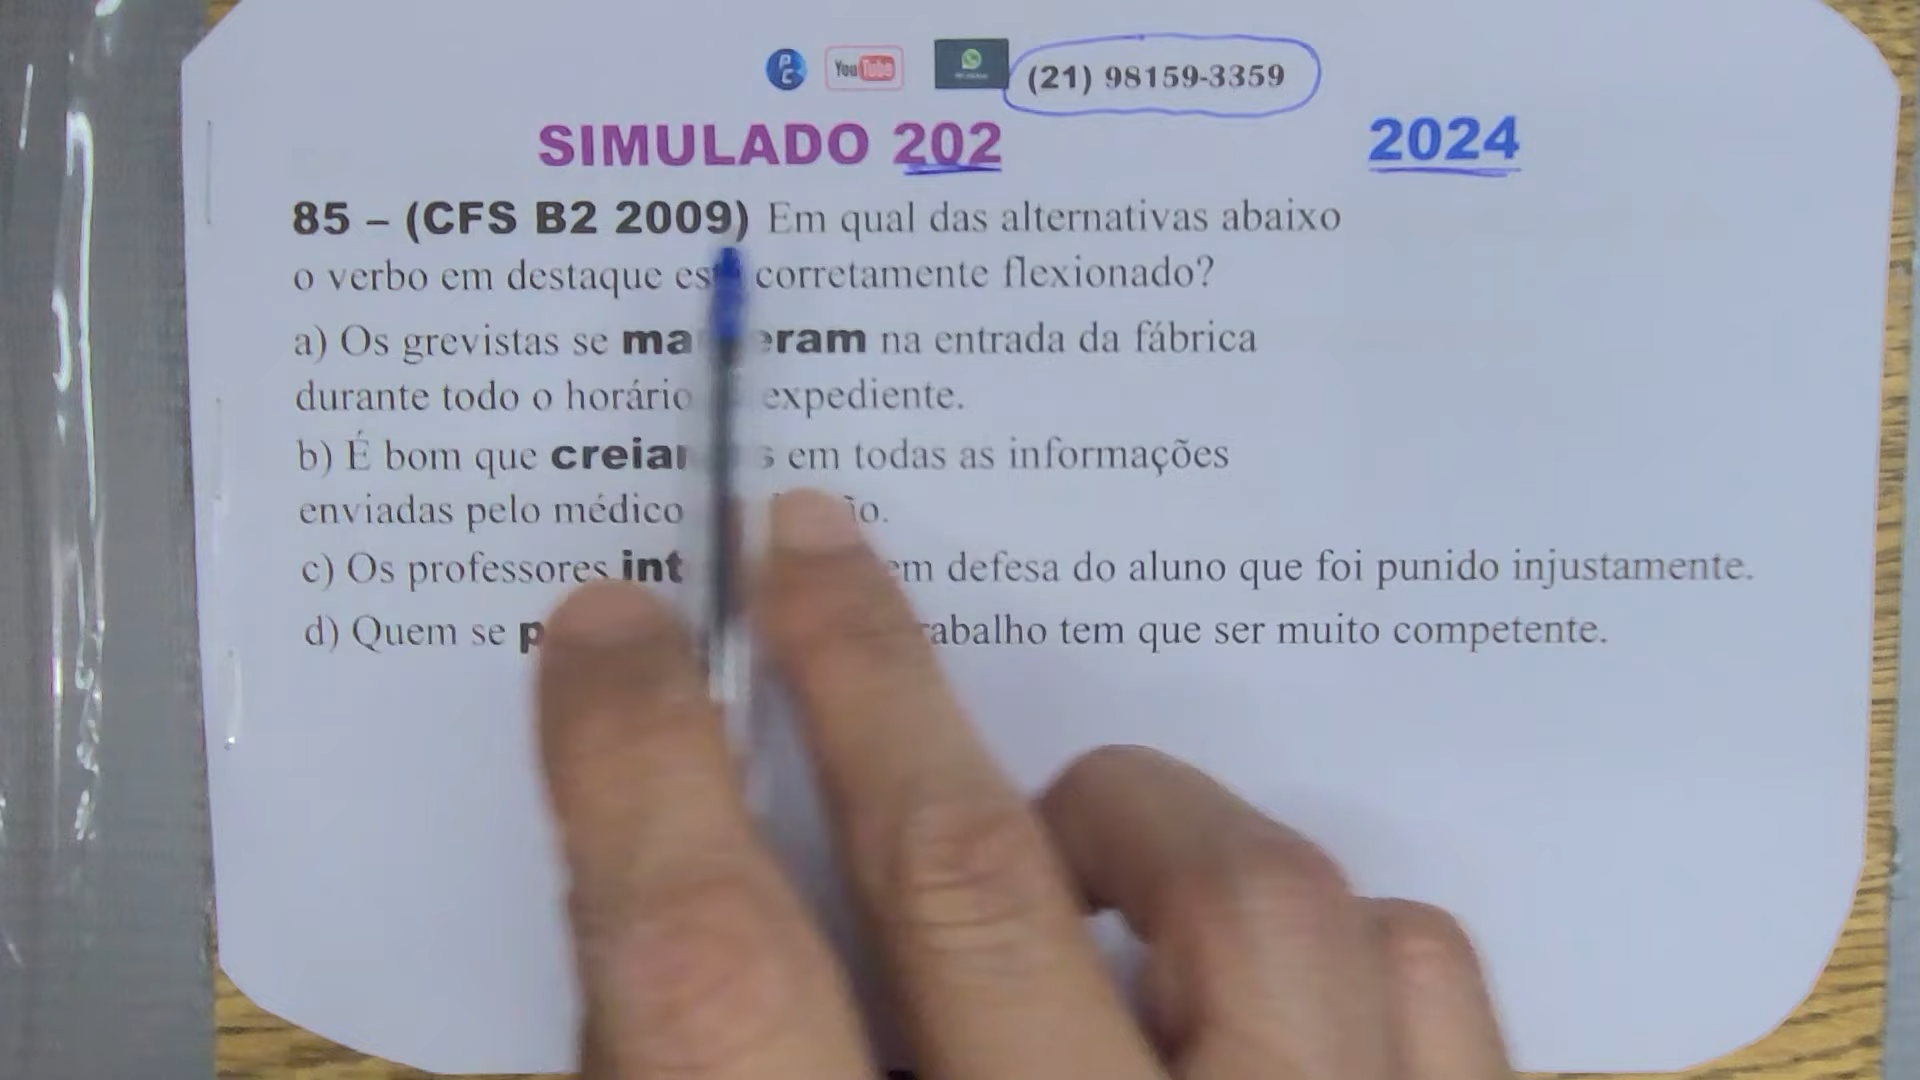 YouTube (21) 98159-3359
SIMULADO 202 2024
85 – (CFS B2 2009) Em qual das alternativas abaixo
o verbo em destaque corretamente flexionado?
a) Os grevistas se na entrada da fábrica
durante todo o horário expediente.
b) É bom que em todas as informações
enviadas pelo médico
c) Os professores em defesa do aluno que foi punido injustamente.
d) Quem se tem que ser muito competente.